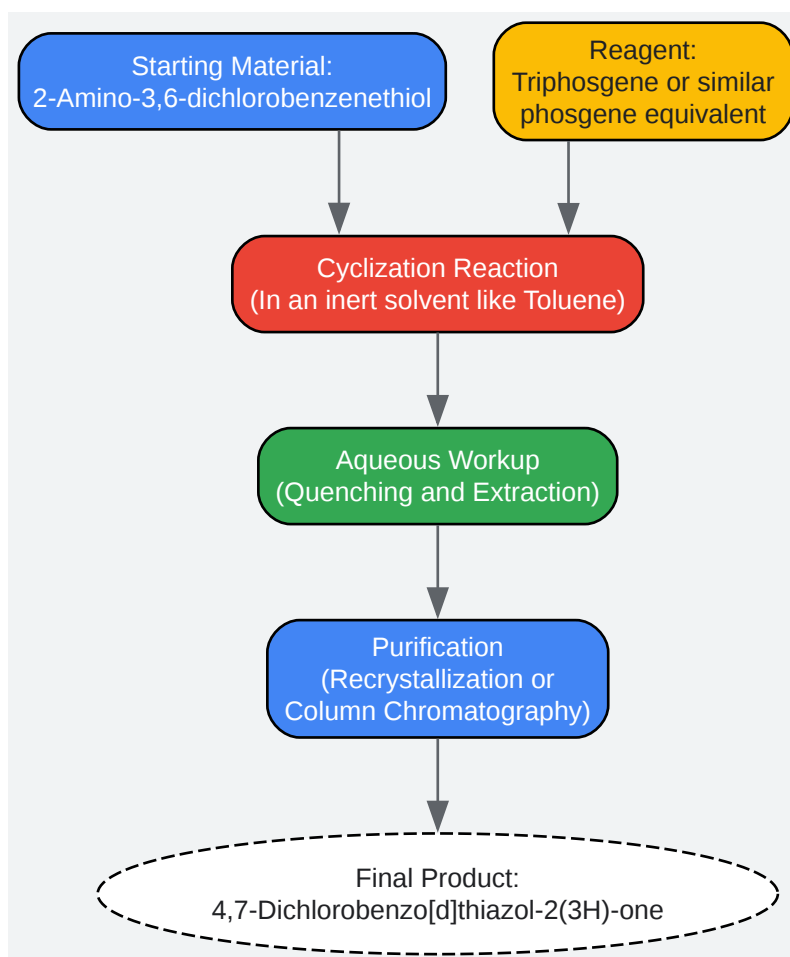 Starting Material:
2-Amino-3,6-dichlorobenzenethiol
Reagent:
Triphosgene or similar
phosgene equivalent
Cyclization Reaction
(In an inert solvent like Toluene)
Aqueous Workup
(Quenching and Extraction)
Purification
(Recrystallization or
Column Chromatography)
Final Product:
4,7-Dichlorobenzo[d]thiazol-2(3H)-one